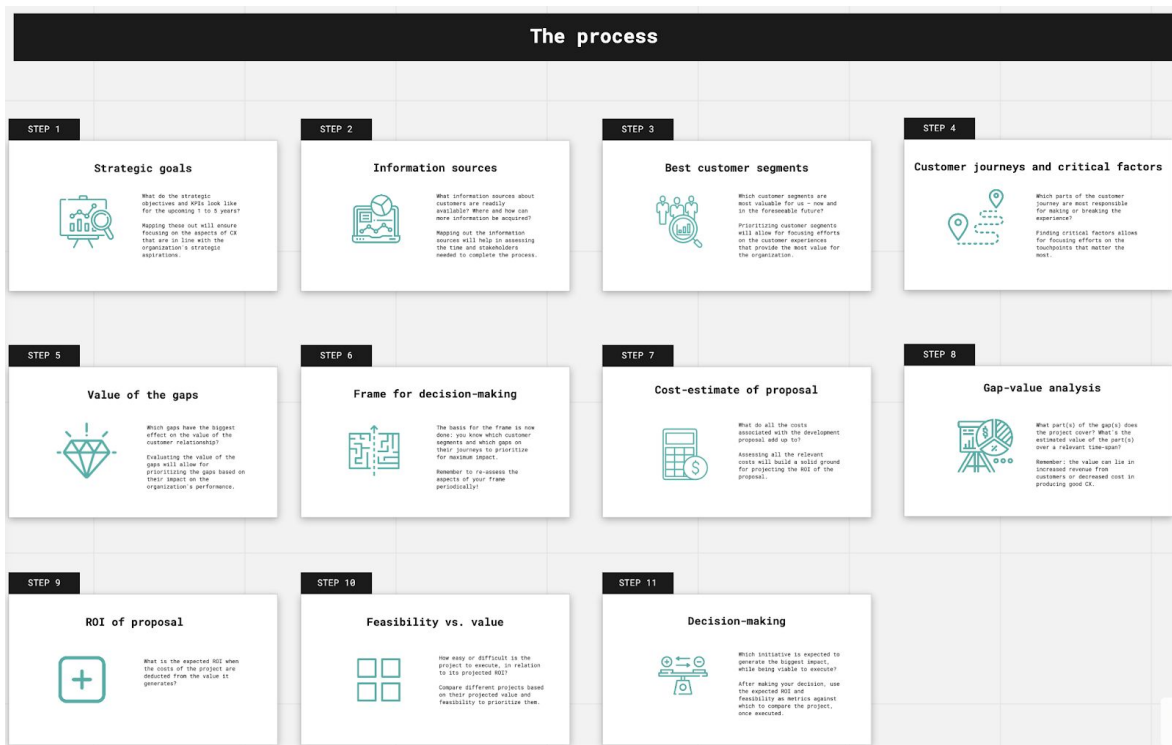 The process
STEP 1
Strategic goals
What do the strategic
objectives and KPIs look like
for the upcoming 1 to 5 years?
Mapping these out will ensure
focusing on the aspects of CX
that are in line with the
organization's strategic
aspirations.
STEP 2
Information sources
What information sources about
customers are readily
available? Where and how can
more information be acquired?
Mapping out the information
sources will help in assessing
the time and stakeholders
needed to complete the process.
STEP 3
Best customer segments
Which customer segments are
most valuable for us – now and
in the foreseeable future?
Prioritizing customer segments
will allow for focusing efforts
on the customer experiences
that provide the most value for
the organization.
STEP 4
Customer journeys and critical factors
Which parts of the customer
journey are most responsible
for making or breaking the
experience?
Finding critical factors allows
for focusing efforts on the
touchpoints that matter the
most.
STEP 5
Value of the gaps
Which gaps have the biggest
effect on the value of the
customer relationship?
Evaluating the value of the
gaps will allow for
prioritizing the gaps based on
their impact on the
organization's performance.
STEP 6
Frame for decision-making
The basis for the frame is now
done: you know which customer
segments and which gaps on
their journeys to prioritize
for maximum impact.
Remember to re-assess the
aspects of your frame
periodically!
STEP 7
Cost-estimate of proposal
What do all the costs
associated with the development
proposal add up to?
Assessing all the relevant
costs will build a solid ground
for projecting the ROI of the
proposal.
STEP 8
Gap-value analysis
What part(s) of the gap(s) does
the project cover? What's the
estimated value of the part(s)
over a relevant time-span?
Remember: the value can lie in
increased revenue from
customers or decreased cost in
producing good CX.
STEP 9
ROI of proposal
What is the expected ROI when
the costs of the project are
deducted from the value it
generates?
STEP 10
Feasibility vs. value
How easy or difficult is the
project to execute, in relation
to its projected ROI?
Compare different projects based
on their projected value and
feasibility to prioritize them.
STEP 11
Decision-making
Which initiative is expected to
generate the biggest impact,
while being viable to execute?
After making your decision, use
the expected ROI and
feasibility as metrics against
which to compare the project,
once executed.